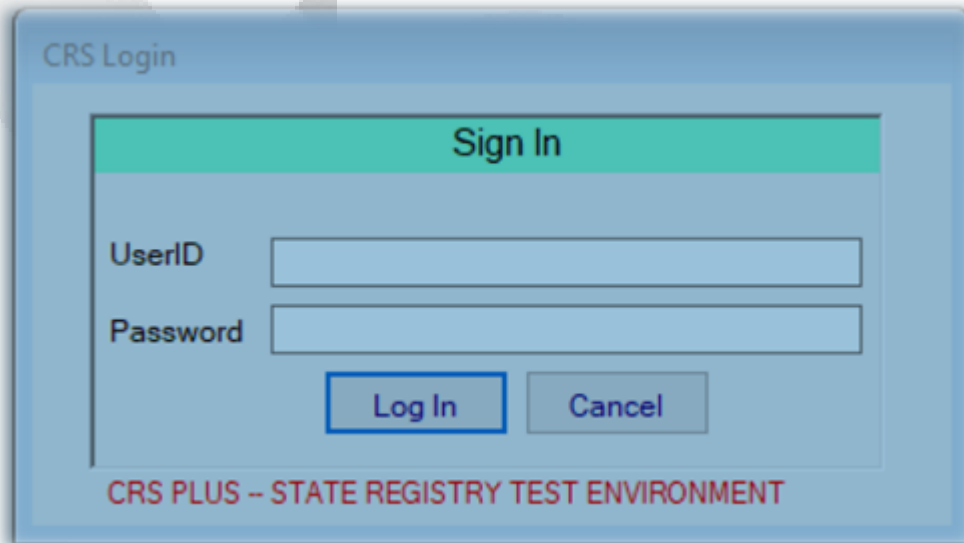 CRS Login
Sign In
UserID
Password
Log In Cancel
CRS PLUS -- STATE REGISTRY TEST ENVIRONMENT